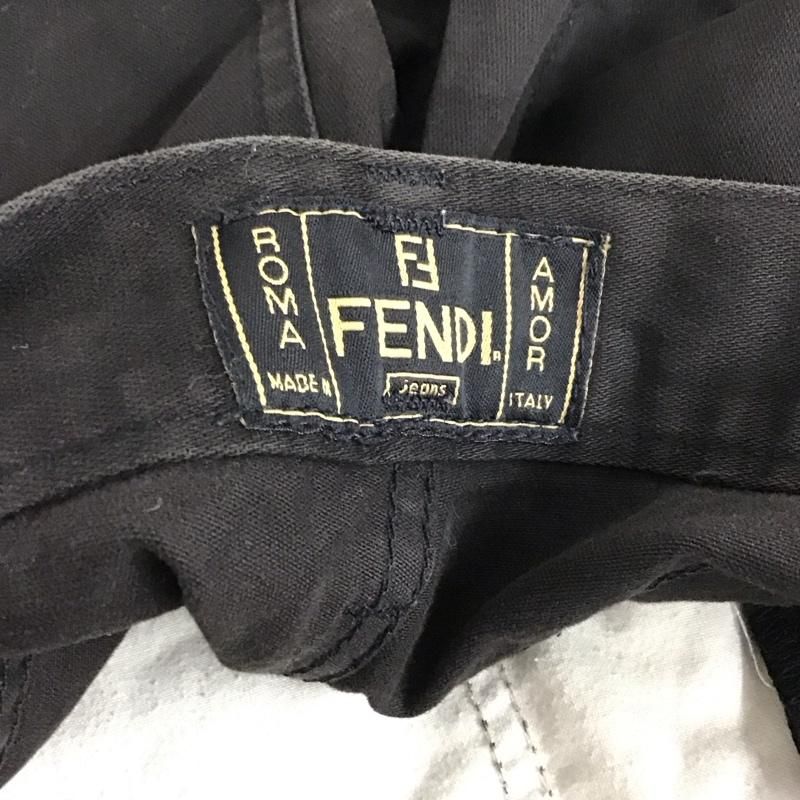 ROMA
FF
FENDI
jeans
AMOR
MADE IN
ITALY